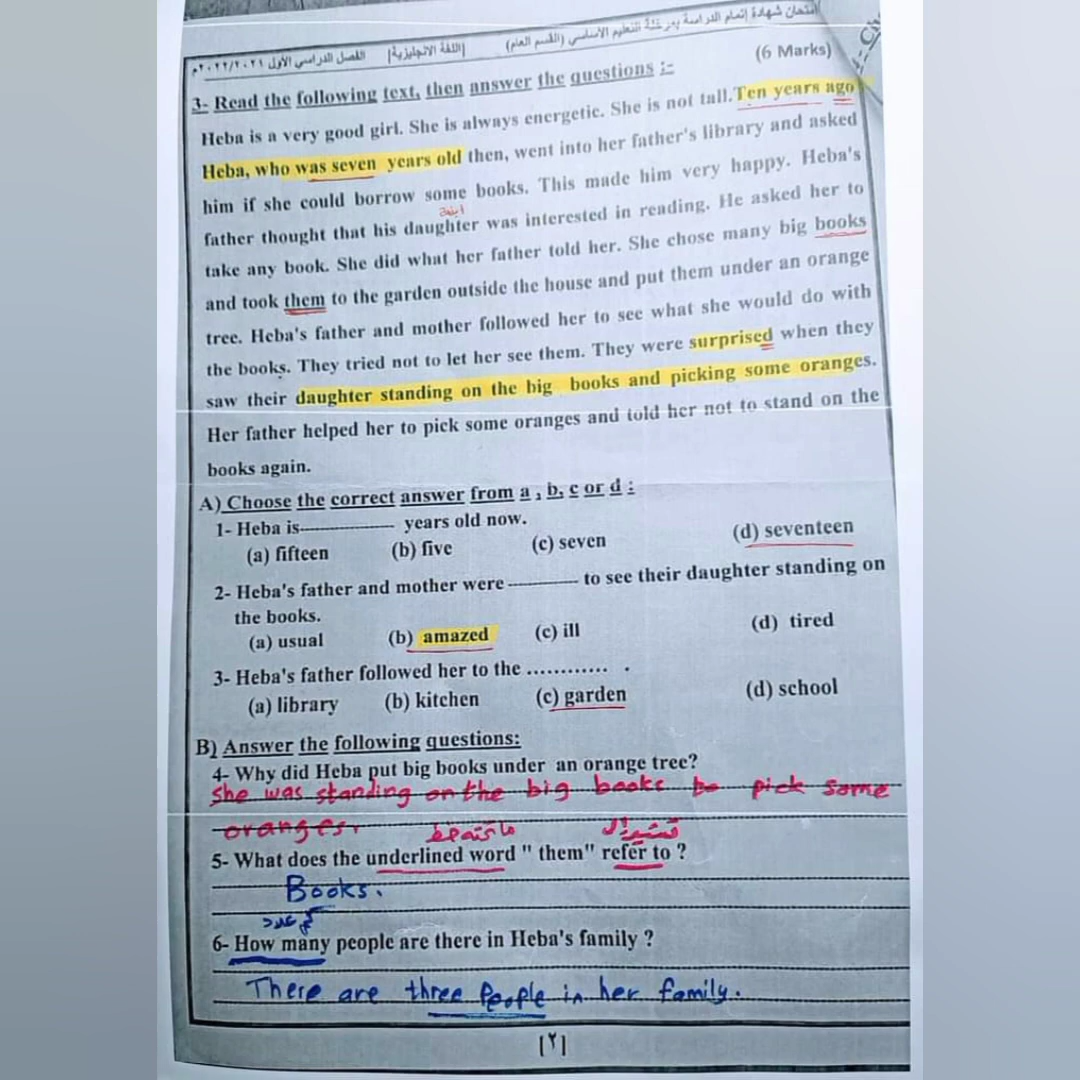 امتحان شهادة إتمام الدراسة بمرحلة التعليم الأساسي (القسم العام) [اللغة الانجليزية] الفصل الدراسي الأول ٢٠٢٢/٢٠٢١م
(6 Marks)
3- Read the following text, then answer the questions :-
Heba is a very good girl. She is always energetic. She is not tall. Ten years ago
Heba, who was seven years old then, went into her father's library and asked
him if she could borrow some books. This made him very happy. Heba's
ابنة
father thought that his daughter was interested in reading. He asked her to
take any book. She did what her father told her. She chose many big books
and took them to the garden outside the house and put them under an orange
tree. Heba's father and mother followed her to see what she would do with
the books. They tried not to let her see them. They were surprised when they
saw their daughter standing on the big books and picking some oranges.
Her father helped her to pick some oranges and told her not to stand on the
books again.
A) Choose the correct answer from a , b, c or d :
1- Heba is---------------- years old now.
(a) fifteen (b) five (c) seven (d) seventeen
2- Heba's father and mother were ------------ to see their daughter standing on
the books.
(a) usual (b) amazed (c) ill (d) tired
3- Heba's father followed her to the ............ .
(a) library (b) kitchen (c) garden (d) school
B) Answer the following questions:
4- Why did Heba put big books under an orange tree?
She was standing on the big books to pick some
oranges. ماتحته خط تشير إلى
5- What does the underlined word " them" refer to ?
Books.
كم عدد
6- How many people are there in Heba's family ?
There are three people in her family.
[٢]